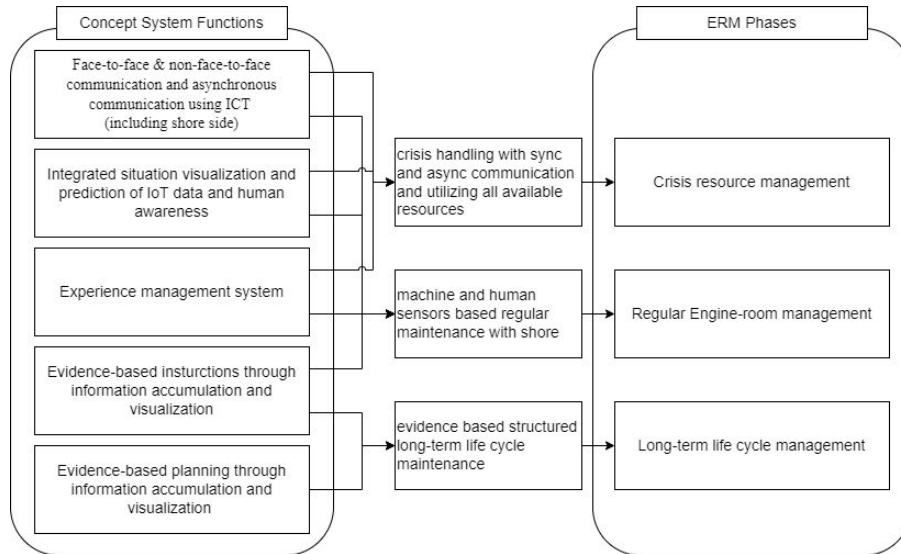 Concept System Functions
ERM Phases
Face-to-face & non-face-to-face
communication and asynchronous
communication using ICT
(including shore side)
Integrated situation visualization and
prediction of IoT data and human
awareness
Experience management system
Evidence-based insturctions through
information accumulation and
visualization
Evidence-based planning through
information accumulation and
visualization
crisis handling with sync
and async communication
and utilizing all available
resources
machine and human
sensors based regular
maintenance with shore
evidence based structured
long-term life cycle
maintenance
Crisis resource management
Regular Engine-room management
Long-term life cycle management